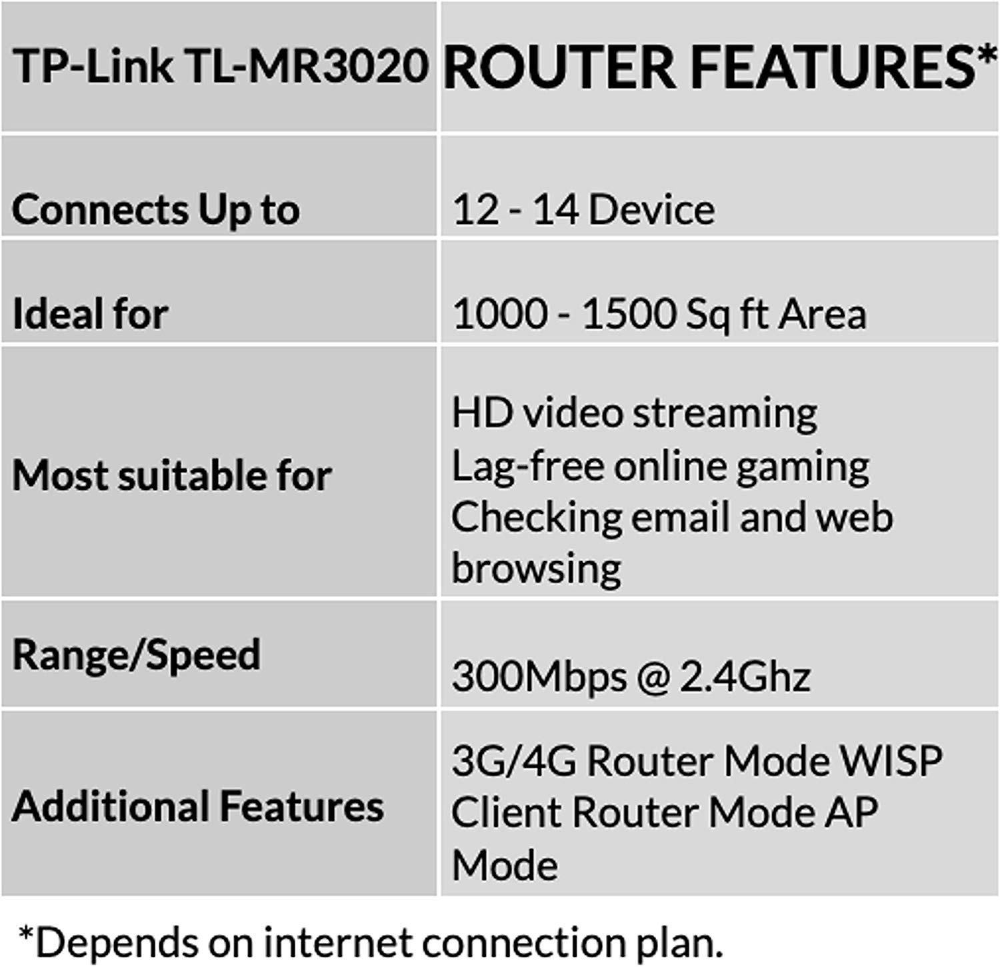 TP-Link TL-MR3020 ROUTER FEATURES*
Connects Up to 12 - 14 Device
Ideal for 1000 - 1500 Sq ft Area
Most suitable for
HD video streaming
Lag-free online gaming
Checking email and web
browsing
Range/Speed
300Mbps @ 2.4Ghz
Additional Features
3G/4G Router Mode WISP
Client Router Mode AP
Mode
*Depends on internet connection plan.